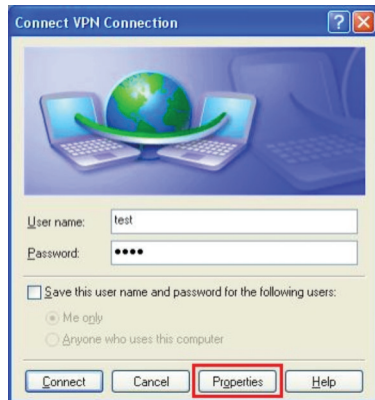 Connect VPN Connection
User name: test
Password: ••••
Save this user name and password for the following users:
Me only
Anyone who uses this computer
Connect Cancel Properties Help